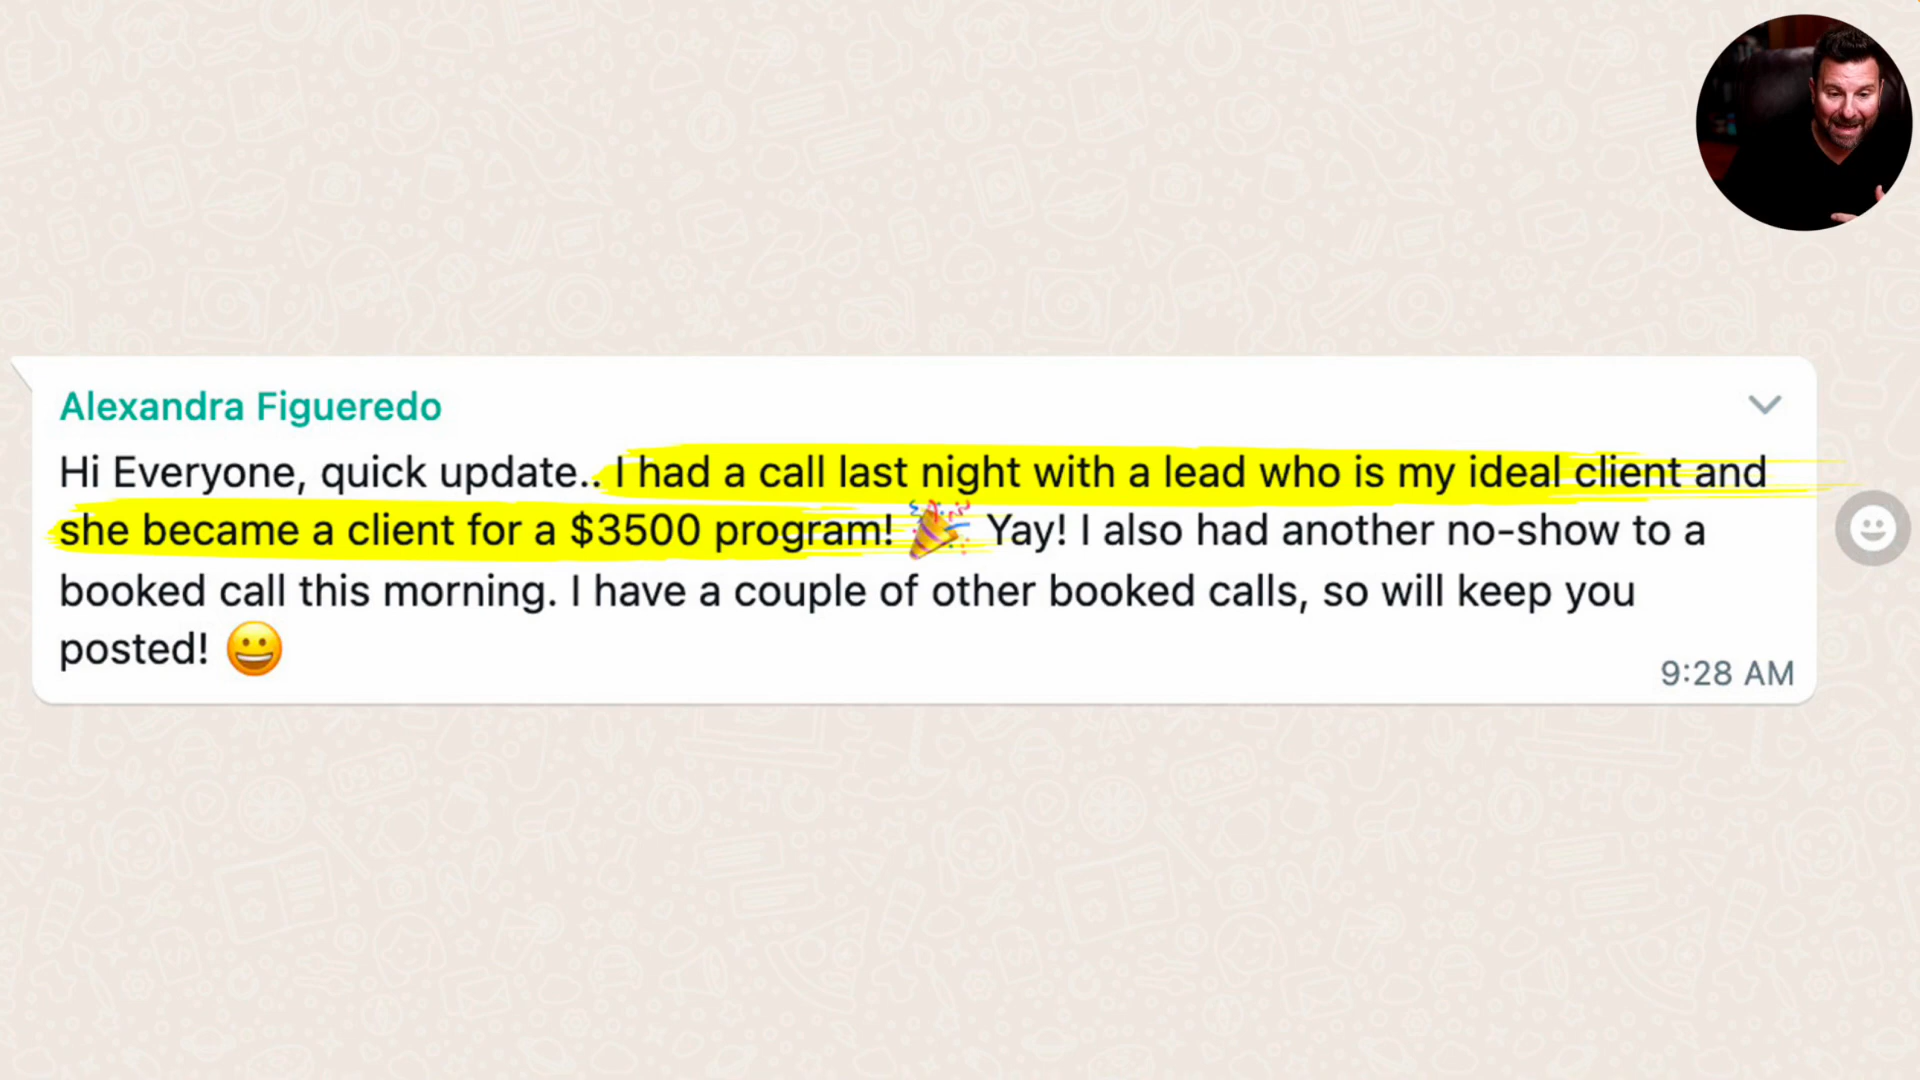 Alexandra Figueredo
Hi Everyone, quick update.. I had a call last night with a lead who is my ideal client and
she became a client for a $3500 program! 🎉 Yay! I also had another no-show to a
booked call this morning. I have a couple of other booked calls, so will keep you
posted! 😀
9:28 AM